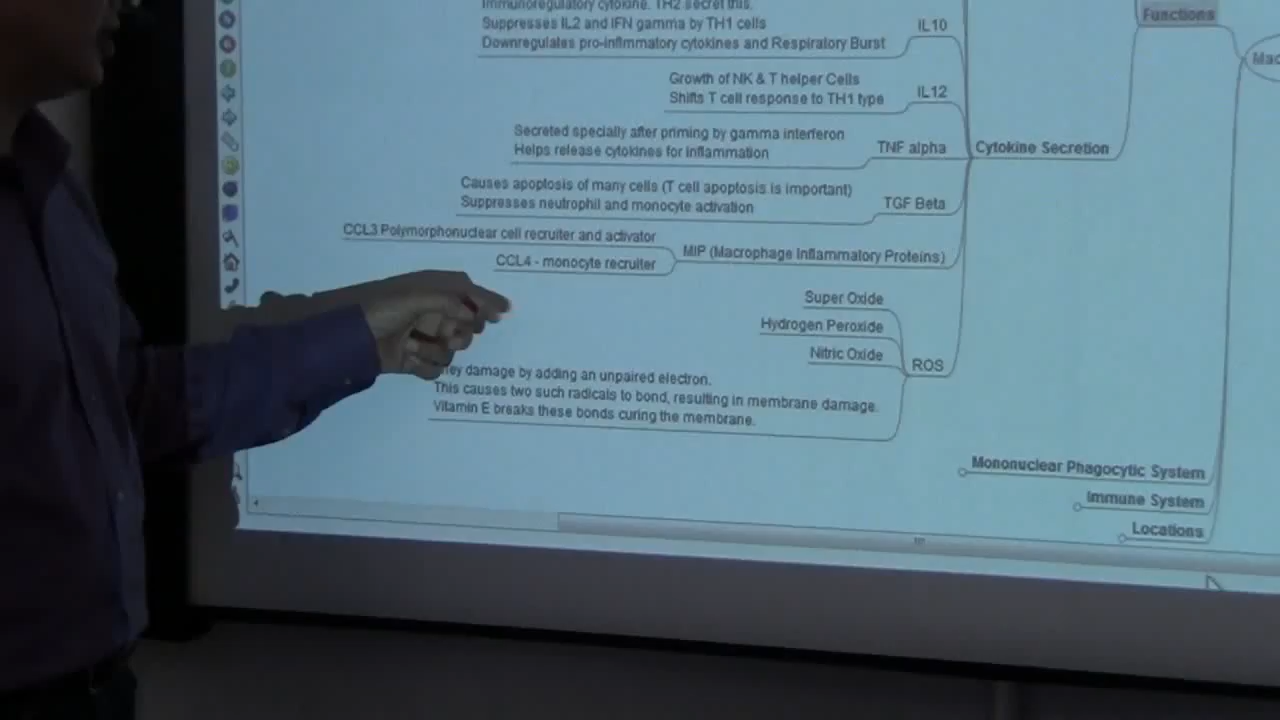 Immunoregulatory cytokine. TH2 secret this.
Suppresses IL2 and IFN gamma by TH1 cells
Downregulates pro-inflmmatory cytokines and Respiratory Burst
IL10
Functions
Growth of NK & T helper Cells
Shifts T cell response to TH1 type
IL12
Secreted specially after priming by gamma interferon
Helps release cytokines for inflammation
TNF alpha
Cytokine Secretion
Causes apoptosis of many cells (T cell apoptosis is important)
Suppresses neutrophil and monocyte activation
TGF Beta
CCL3 Polymorphonuclear cell recruiter and activator
CCL4 - monocyte recruiter
MIP (Macrophage Inflammatory Proteins)
Super Oxide
Hydrogen Peroxide
Nitric Oxide
ROS
damage by adding an unpaired electron.
This causes two such radicals to bond, resulting in membrane damage.
Vitamin E breaks these bonds curing the membrane.
Mononuclear Phagocytic System
Immune System
Locations